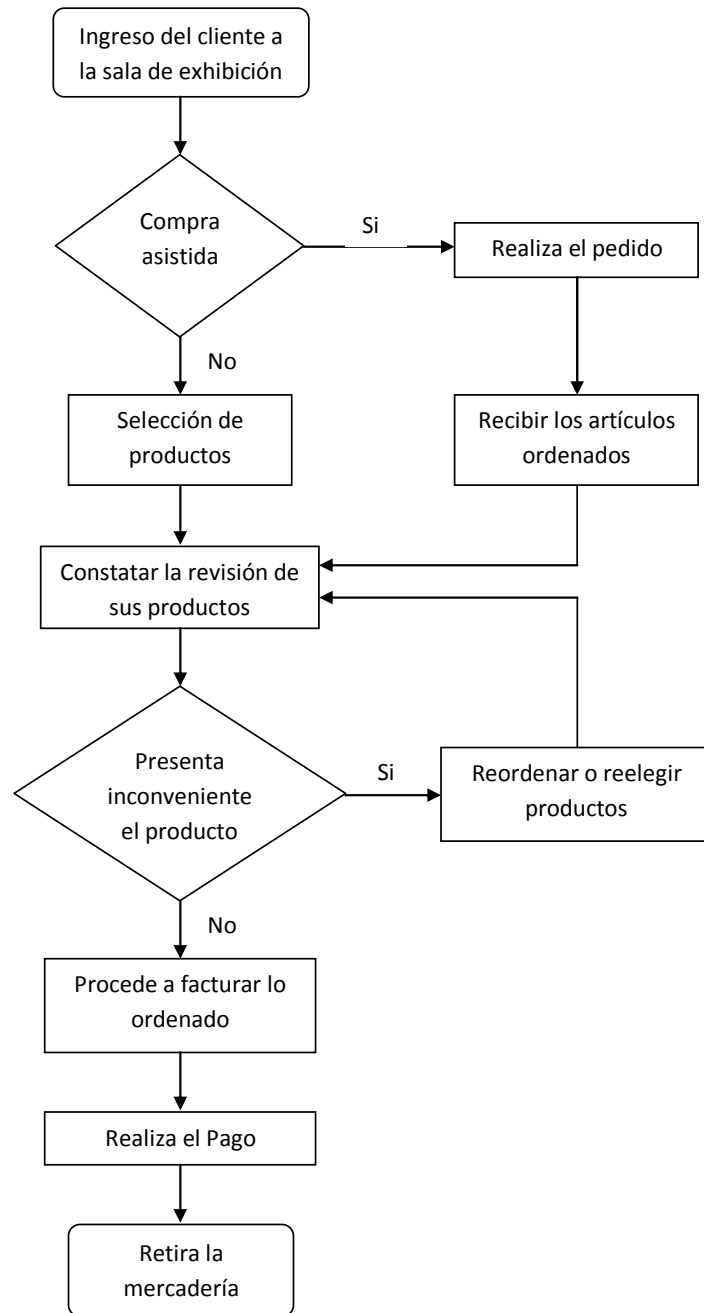 Ingreso del cliente a
la sala de exhibición
Compra
asistida
Si
Realiza el pedido
No
Selección de
productos
Recibir los artículos
ordenados
Constatar la revisión de
sus productos
Presenta
inconveniente
el producto
Si
Reordenar o reelegir
productos
No
Procede a facturar lo
ordenado
Realiza el Pago
Retira la
mercadería